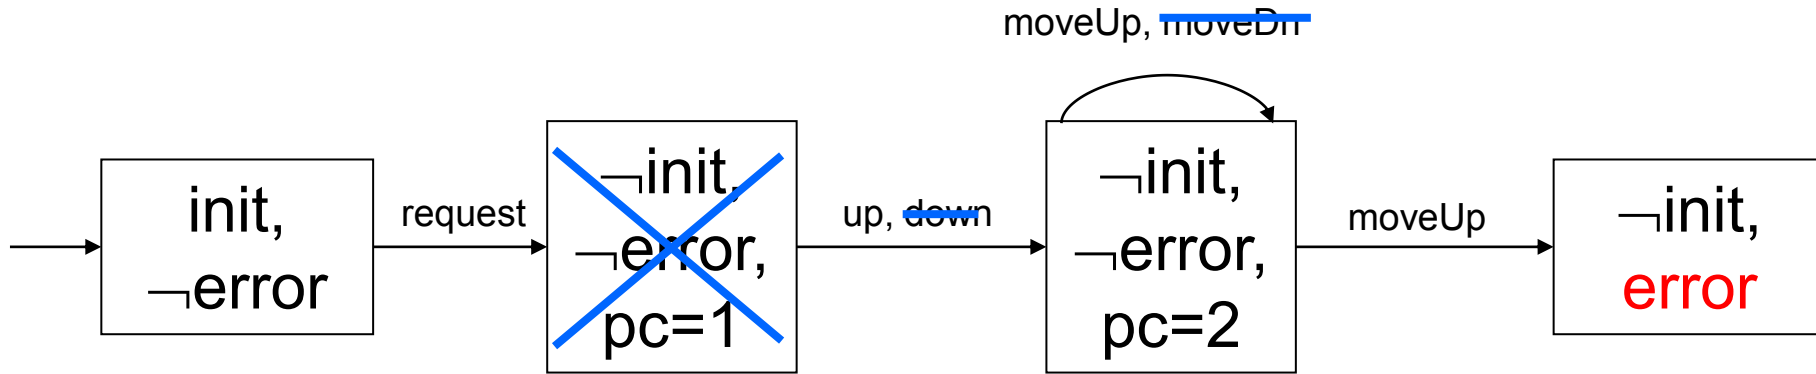 moveUp, moveDn
init,
¬error
request
¬init,
¬error,
pc=1
up, down
¬init,
¬error,
pc=2
moveUp
¬init,
error